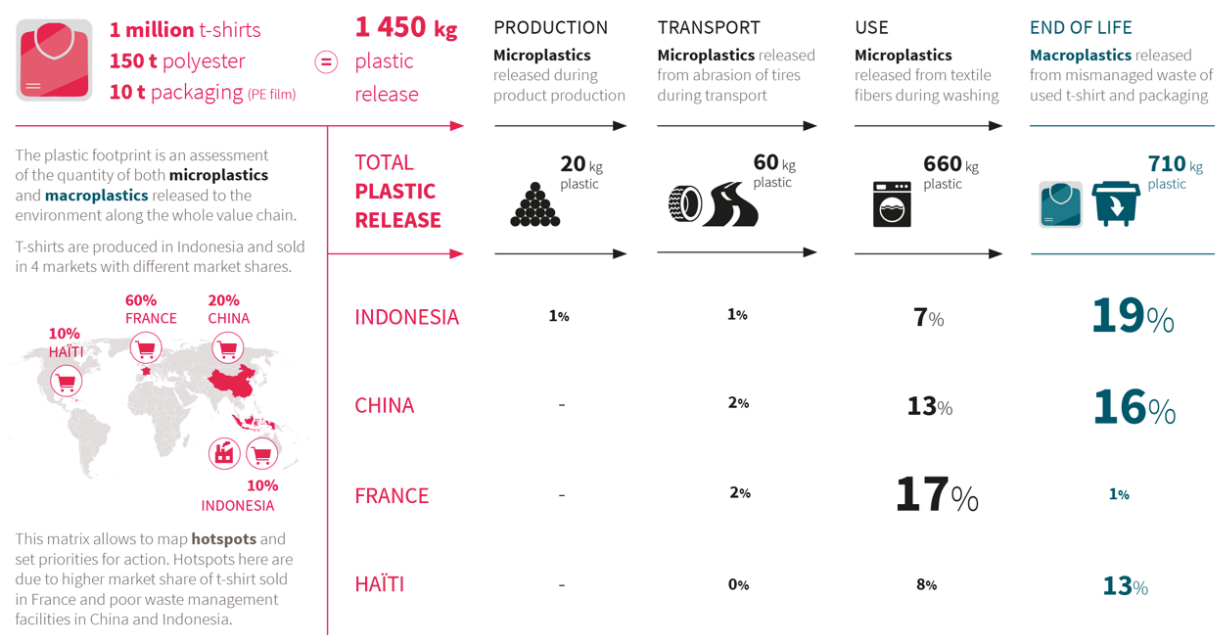 1 million t-shirts
150 t polyester
10 t packaging (PE film)
=
1 450 kg
plastic
release
PRODUCTION
Microplastics
released during
product production
TRANSPORT
Microplastics released
from abrasion of tires
during transport
USE
Microplastics
released from textile
fibers during washing
END OF LIFE
Macroplastics released
from mismanaged waste of
used t-shirt and packaging
The plastic footprint is an assessment
of the quantity of both microplastics
and macroplastics released to the
environment along the whole value chain.
T-shirts are produced in Indonesia and sold
in 4 markets with different market shares.
60%
FRANCE
20%
CHINA
10%
HAÏTI
10%
INDONESIA
This matrix allows to map hotspots and
set priorities for action. Hotspots here are
due to higher market share of t-shirt sold
in France and poor waste management
facilities in China and Indonesia.
TOTAL
PLASTIC
RELEASE
20 kg
plastic
60 kg
plastic
660 kg
plastic
710 kg
plastic
INDONESIA 1% 1% 7% 19%
CHINA - 2% 13% 16%
FRANCE - 2% 17% 1%
HAÏTI - 0% 8% 13%